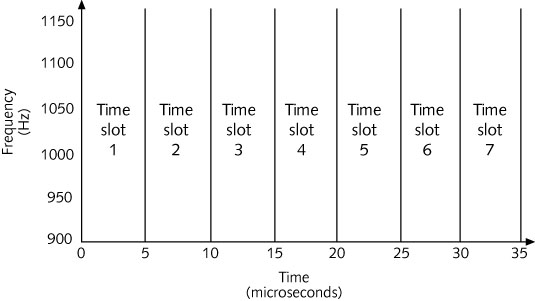 1150
1100
1050
1000
950
900
Frequency
(Hz)
Time
slot
1
Time
slot
2
Time
slot
3
Time
slot
4
Time
slot
5
Time
slot
6
Time
slot
7
0 5 10 15 20 25 30 35
Time
(microseconds)